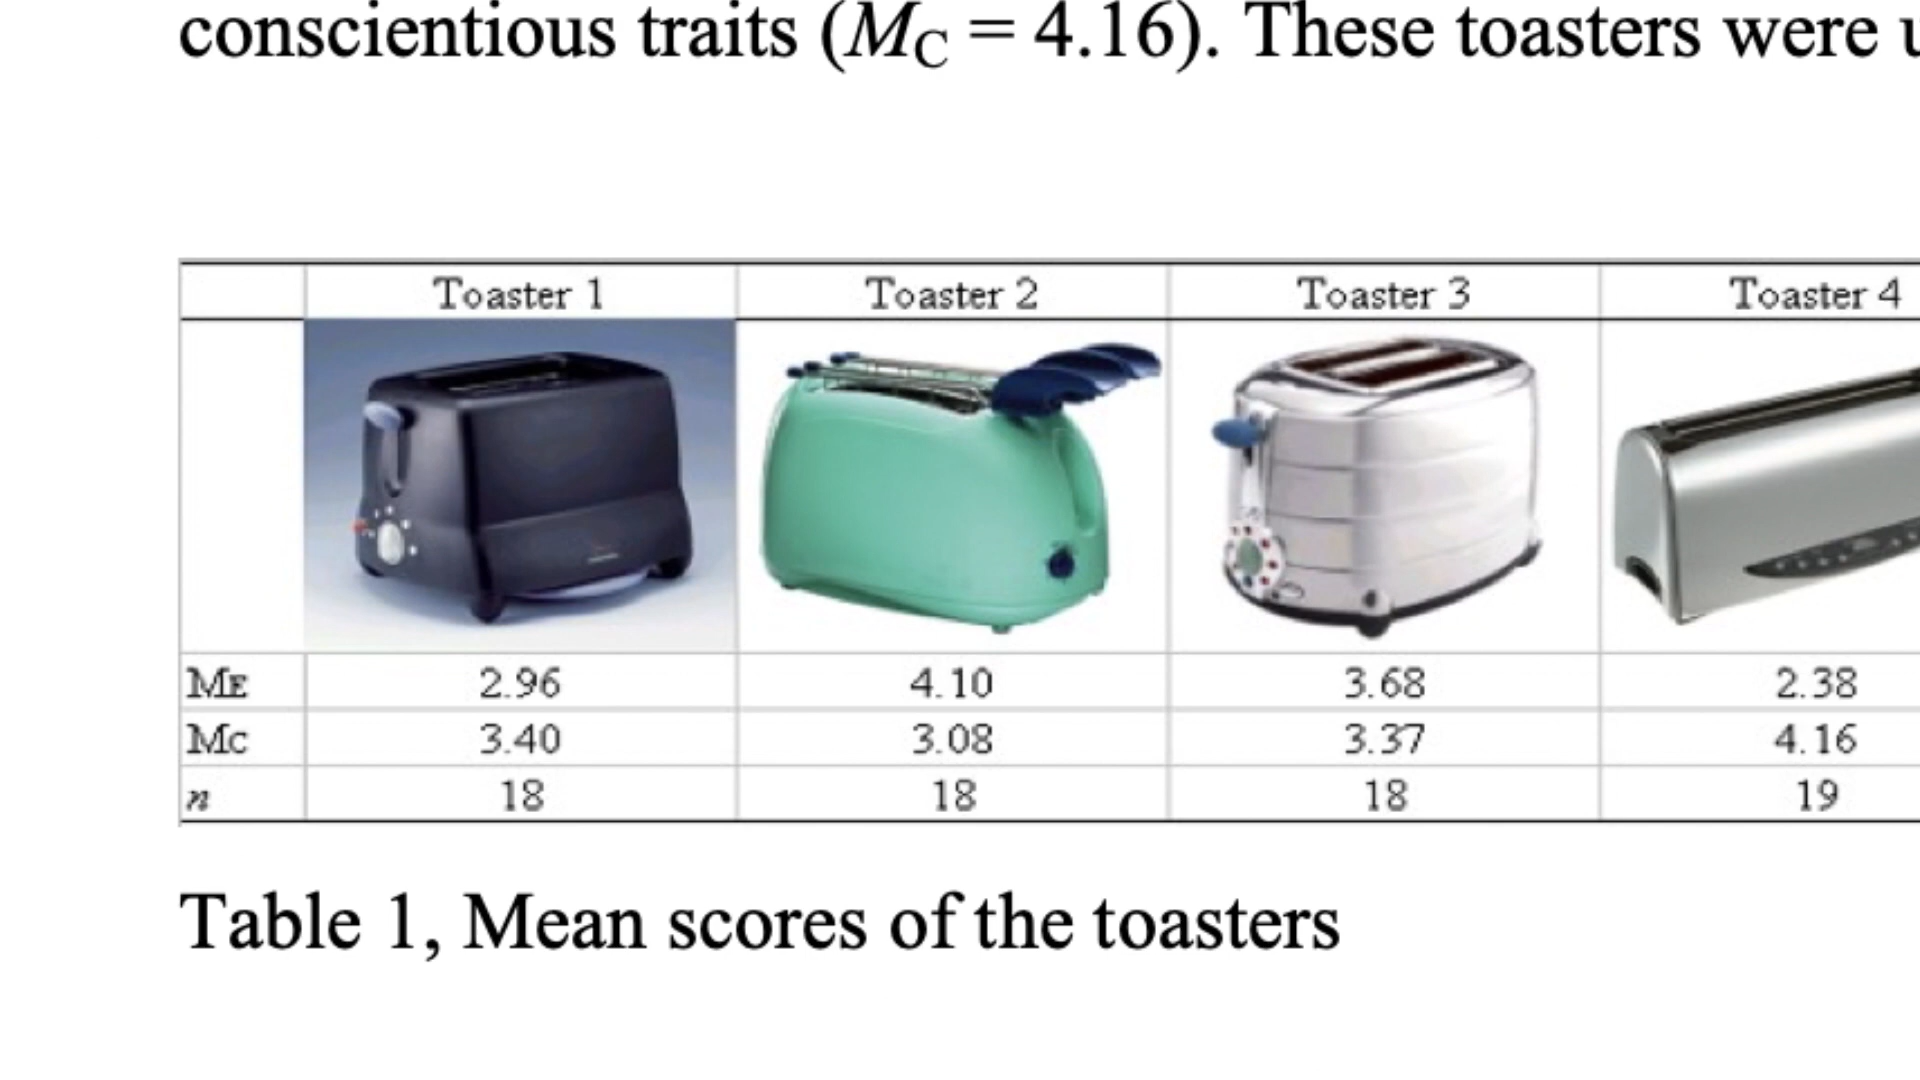 conscientious traits (MC = 4.16). These toasters were
Toaster 1 Toaster 2 Toaster 3 Toaster 4
ME 2.96 4.10 3.68 2.38
MC 3.40 3.08 3.37 4.16
n 18 18 18 19
Table 1, Mean scores of the toasters